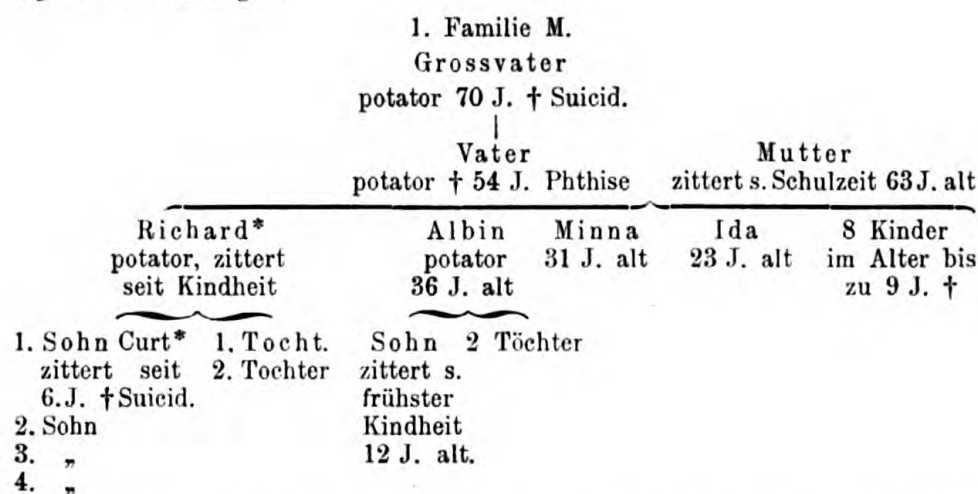 1. Familie M.
Grossvater
potator 70 J. † Suicid.
Vater Mutter
potator † 54 J. Phthise zittert s. Schulzeit 63 J. alt
Richard* Albin Minna Ida 8 Kinder
potator, zittert potator 31 J. alt 23 J. alt im Alter bis
seit Kindheit 36 J. alt zu 9 J. †
1. Sohn Curt* 1. Tocht. Sohn 2 Töchter
zittert seit 2. Tochter zittert s.
6. J. † Suicid. frühster
2. Sohn Kindheit
3. „ 12 J. alt.
4. „